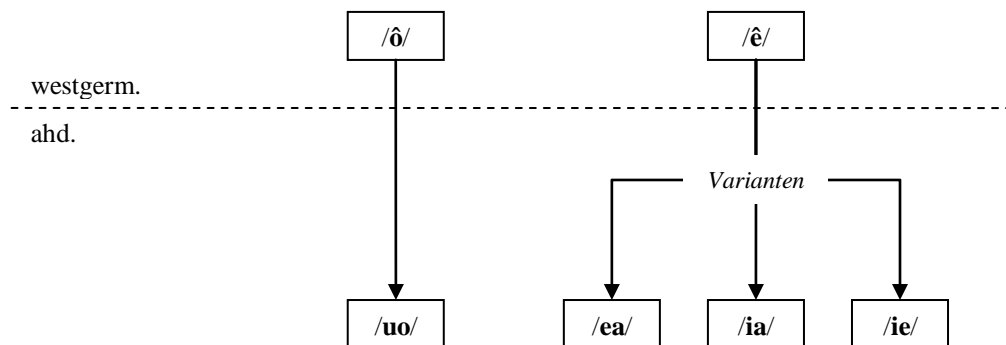 /ô/ /ê/
westgerm.
ahd.
Varianten
/uo/ /ea/ /ia/ /ie/